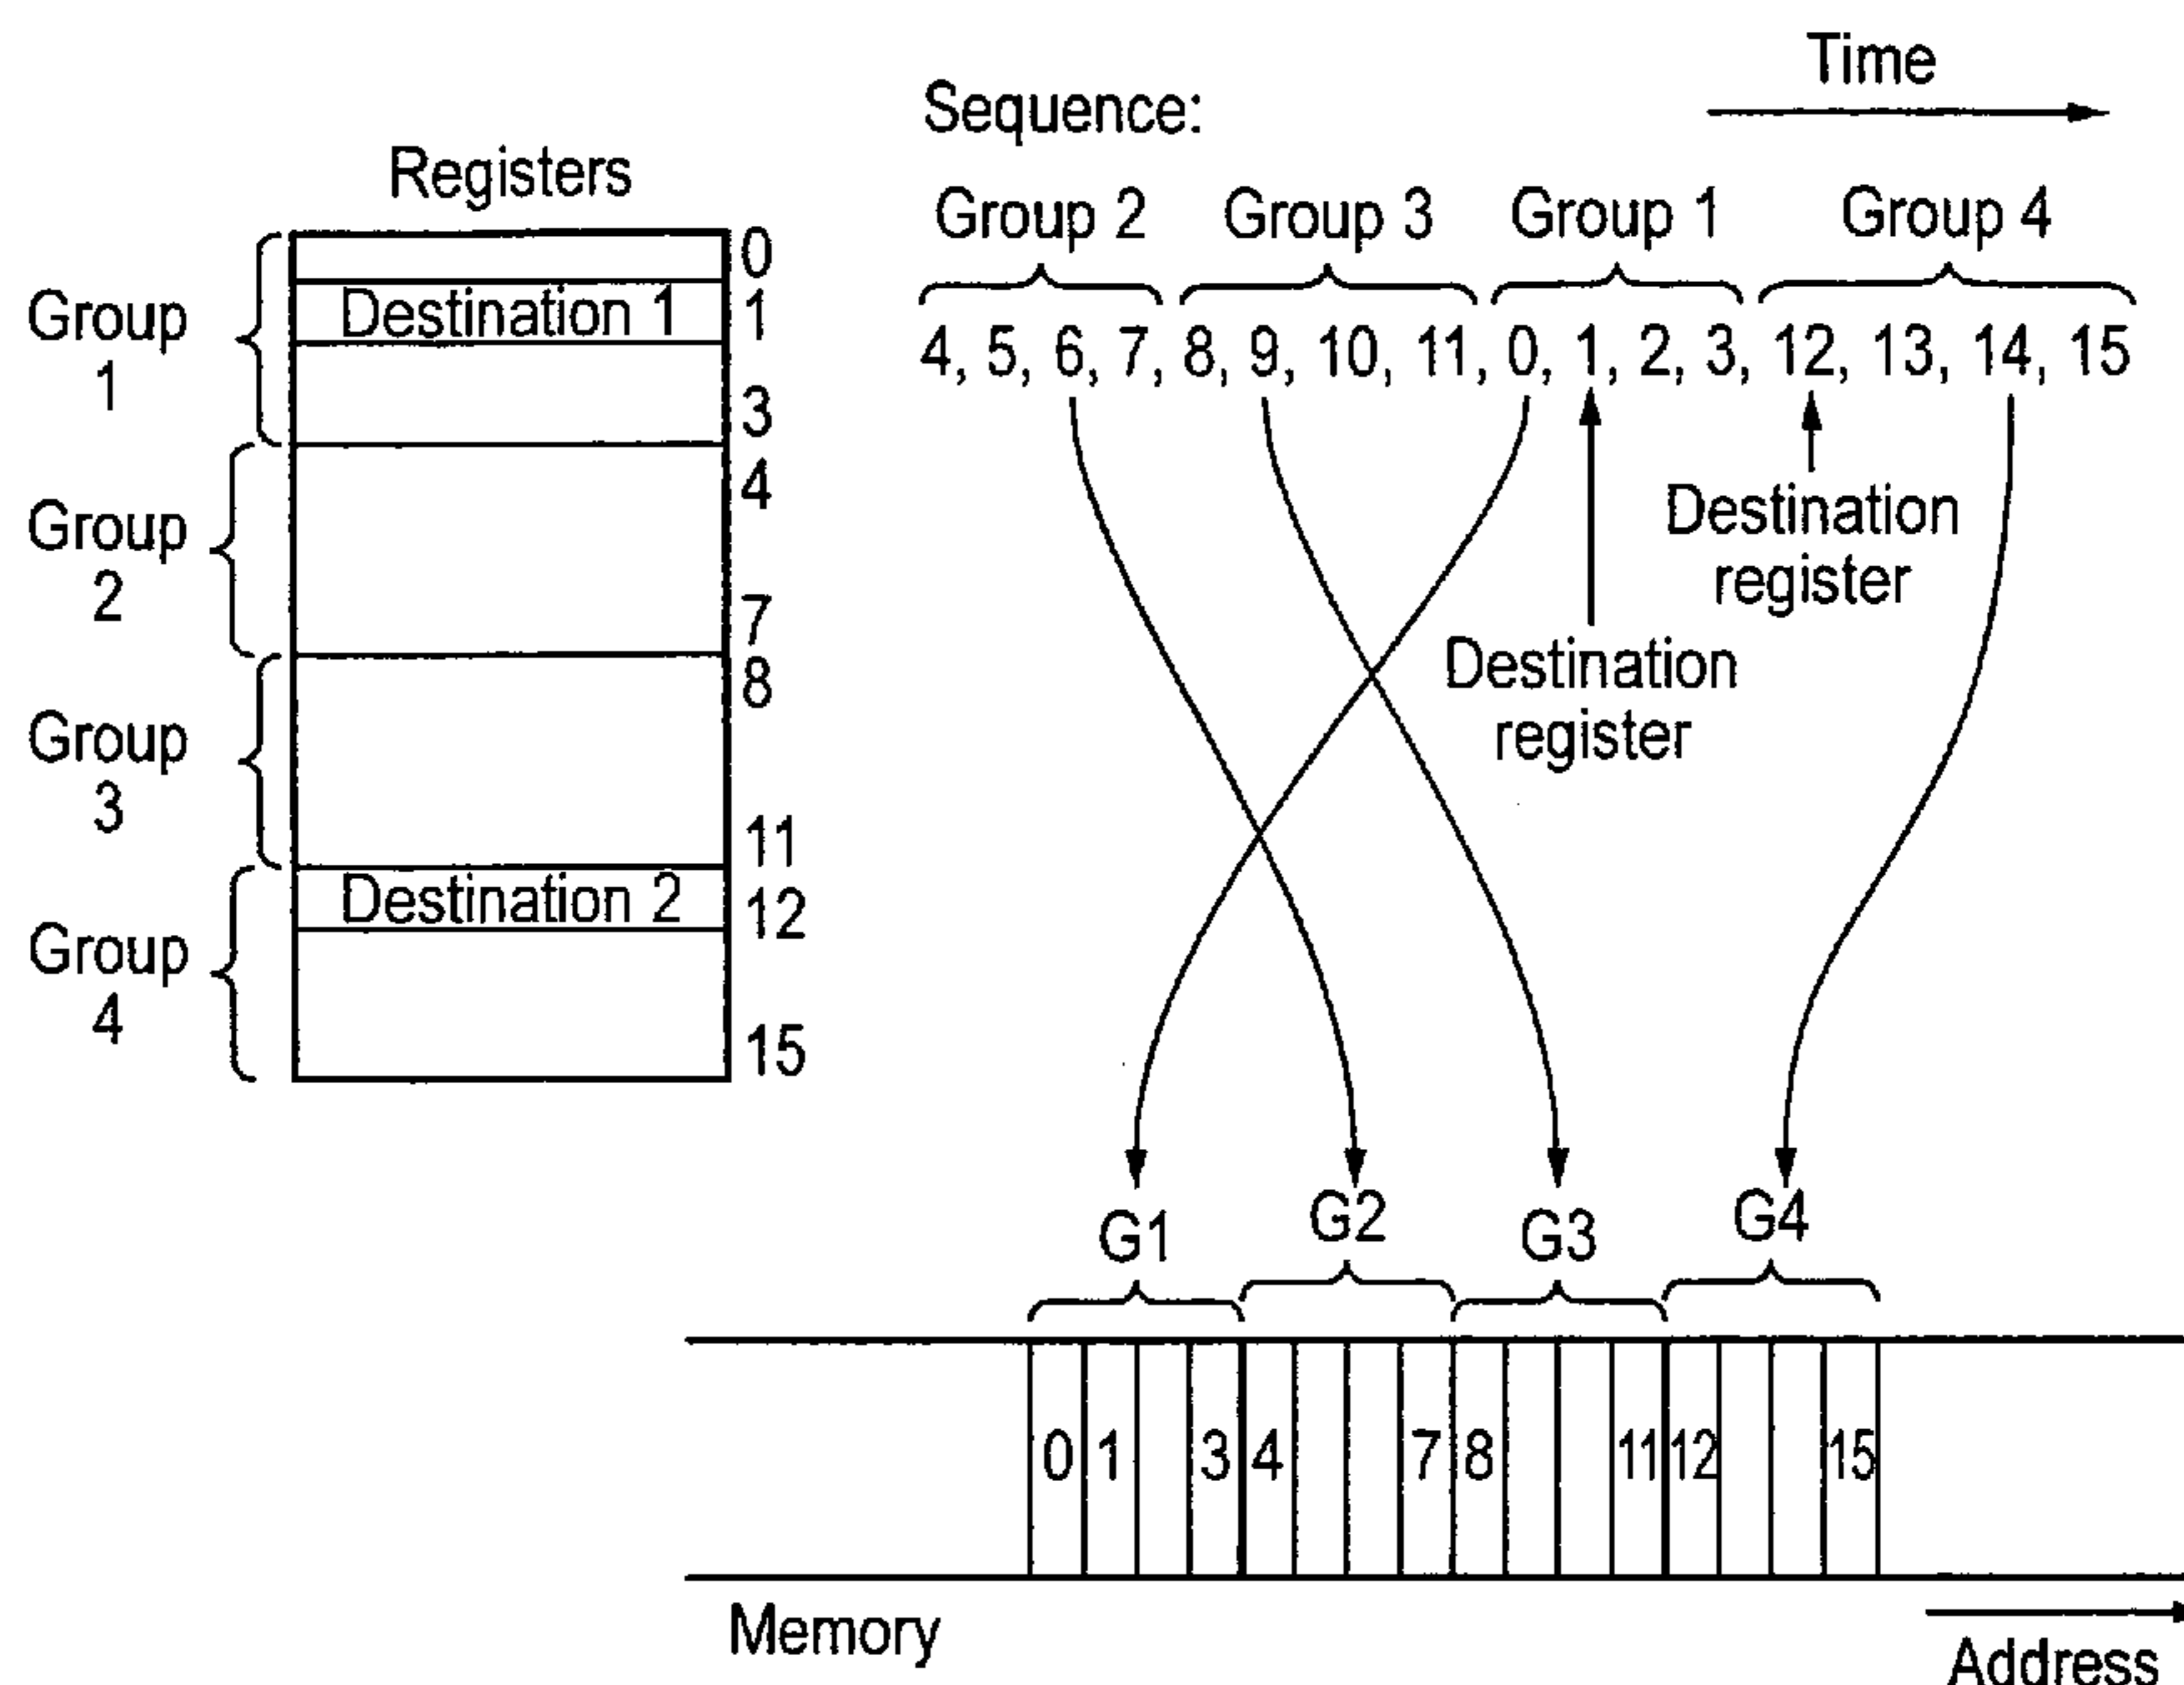 Time
Sequence:
Registers
Group 2 Group 3 Group 1 Group 4
4, 5, 6, 7, 8, 9, 10, 11, 0, 1, 2, 3, 12, 13, 14, 15
Destination
register
Destination
register
Group
1
Group
2
Group
3
Group
4
0
Destination 1 1
3
4
7
8
11
Destination 2 12
15
G1 G2 G3 G4
0 1 3 4 7 8 11 12 15
Memory
Address